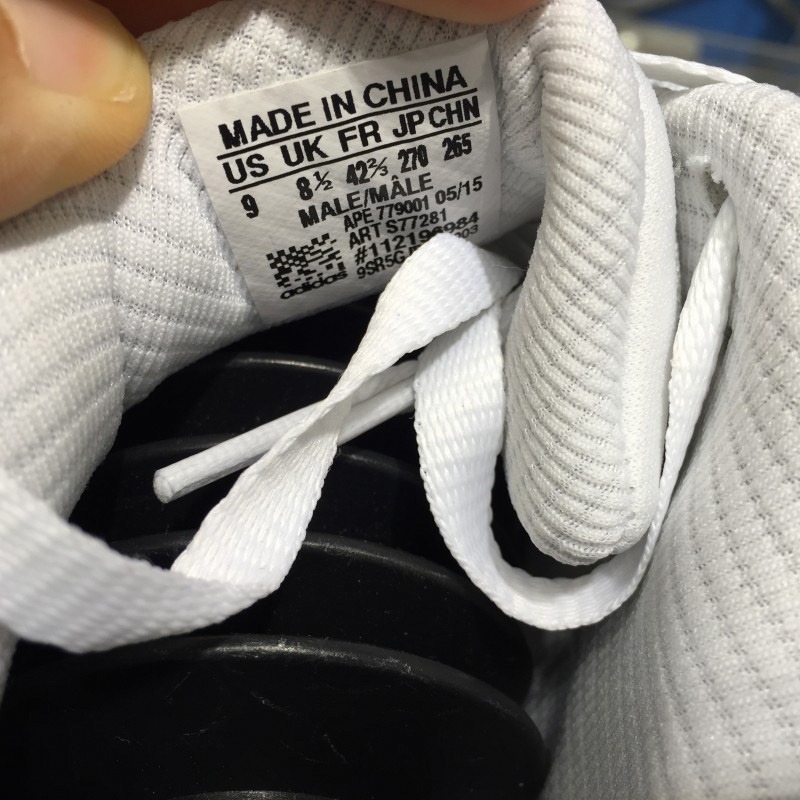 MADE IN CHINA
US UK FR JP CHN
9 8½ 42⅔ 270 265
MALE/MÂLE
APE 779001 05/15
ART S77281
adidas